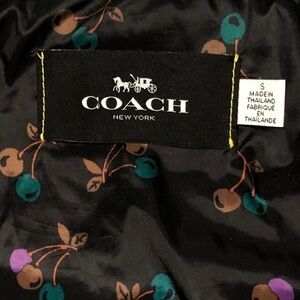 COACH
NEW YORK
S
MADE IN
THAILAND
FABRIQUÉ
EN
THAÏLANDE